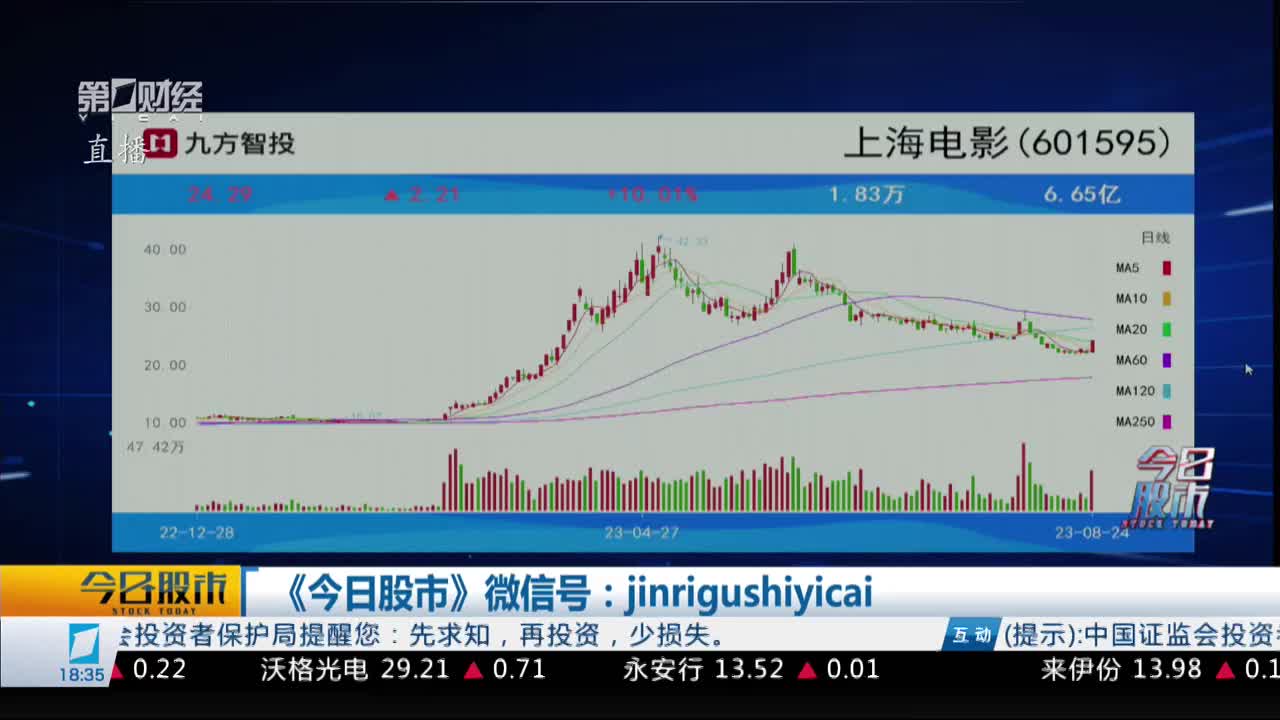 第1财经
YICAI
直播
九方智投
上海电影(601595)
24.29 ▲ 2.21 +10.01% 1.83万 6.65亿
日线
40.00
42.33
MA5
MA10
30.00
MA20
20.00
MA60
MA120
10.00
MA250
47 42万
22-12-28 23-04-27 23-08-24
今日股市
STOCK TODAY
今日股市
STOCK TODAY
《今日股市》微信号：jinrigushiyicai
会投资者保护局提醒您：先求知，再投资，少损失。 互动 (提示):中国证监会投资
18:35
▲ 0.22 沃格光电 29.21 ▲ 0.71 永安行 13.52 ▲ 0.01 来伊份 13.98 ▲ 0.1